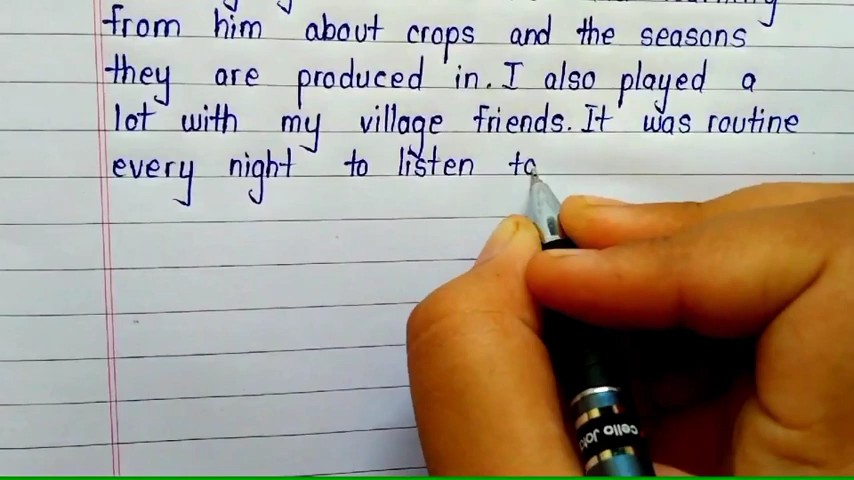 from him about crops and the seasons
they are produced in. I also played a
lot with my village friends. It was routine
every night to listen to
cello